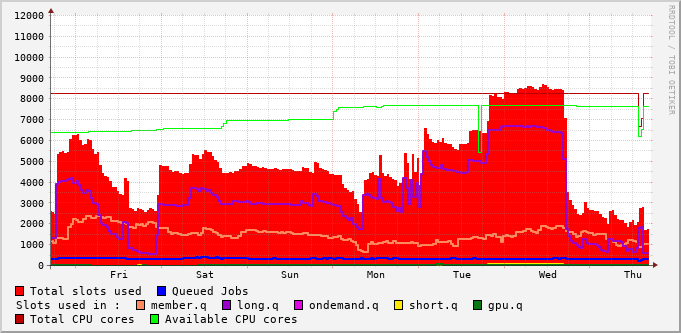 12000
11000
10000
9000
8000
7000
6000
5000
4000
3000
2000
1000
0
Fri Sat Sun Mon Tue Wed Thu
RRDTOOL / TOBI OETIKER
Total slots used Queued Jobs
Slots used in : member.q long.q ondemand.q short.q gpu.q
Total CPU cores Available CPU cores